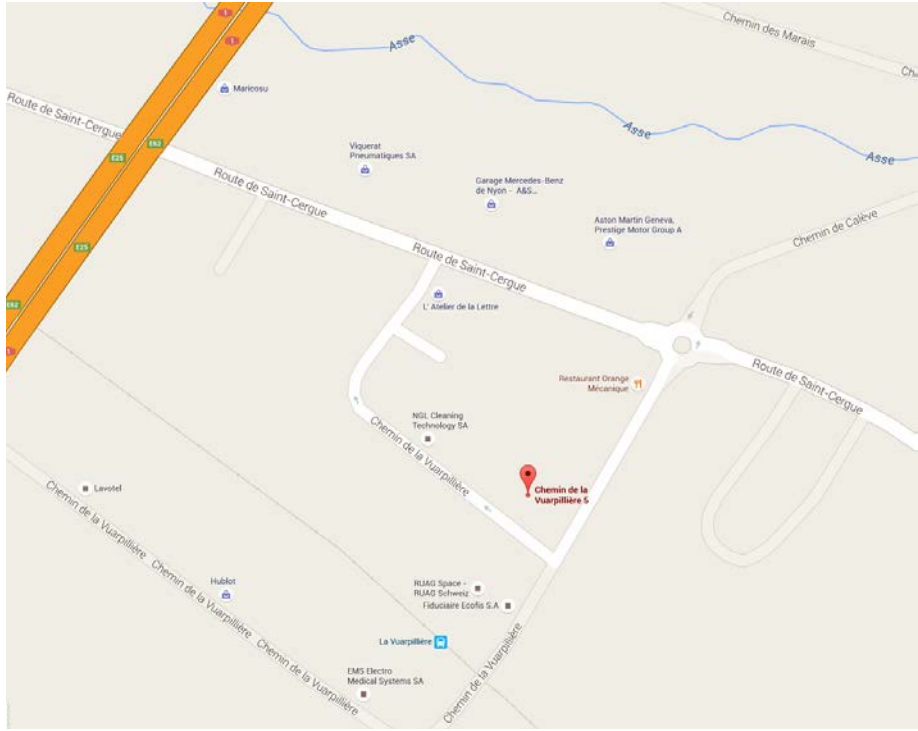 1
1
Asse
Chemin des Marais
Maricosu
Route de Saint-Cergue
E62
E25
Viquerat
Pneumatiques SA
Asse
Asse
Garage Mercedes-Benz
de Nyon - A&S...
Route de Saint-Cergue
Aston Martin Geneva,
Prestige Motor Group A
Chemin de Calève
E25
Route de Saint-Cergue
E62
L' Atelier de la Lettre
1
Route de Saint-Cergue
Restaurant Orange
Mécanique
NGL Cleaning
Technology SA
Chemin de la Vuarpillière
Chemin de la
Vuarpillière 5
Lavotel
Chemin de la Vuarpillière
Chemin de la Vuarpillière
Chemin de la Vuarpillière
Hublot
RUAG Space -
RUAG Schweiz
Fiduciaire Ecofis S.A
La Vuarpillière
Chemin de la Vuarpillière
EMS Electro
Medical Systems SA